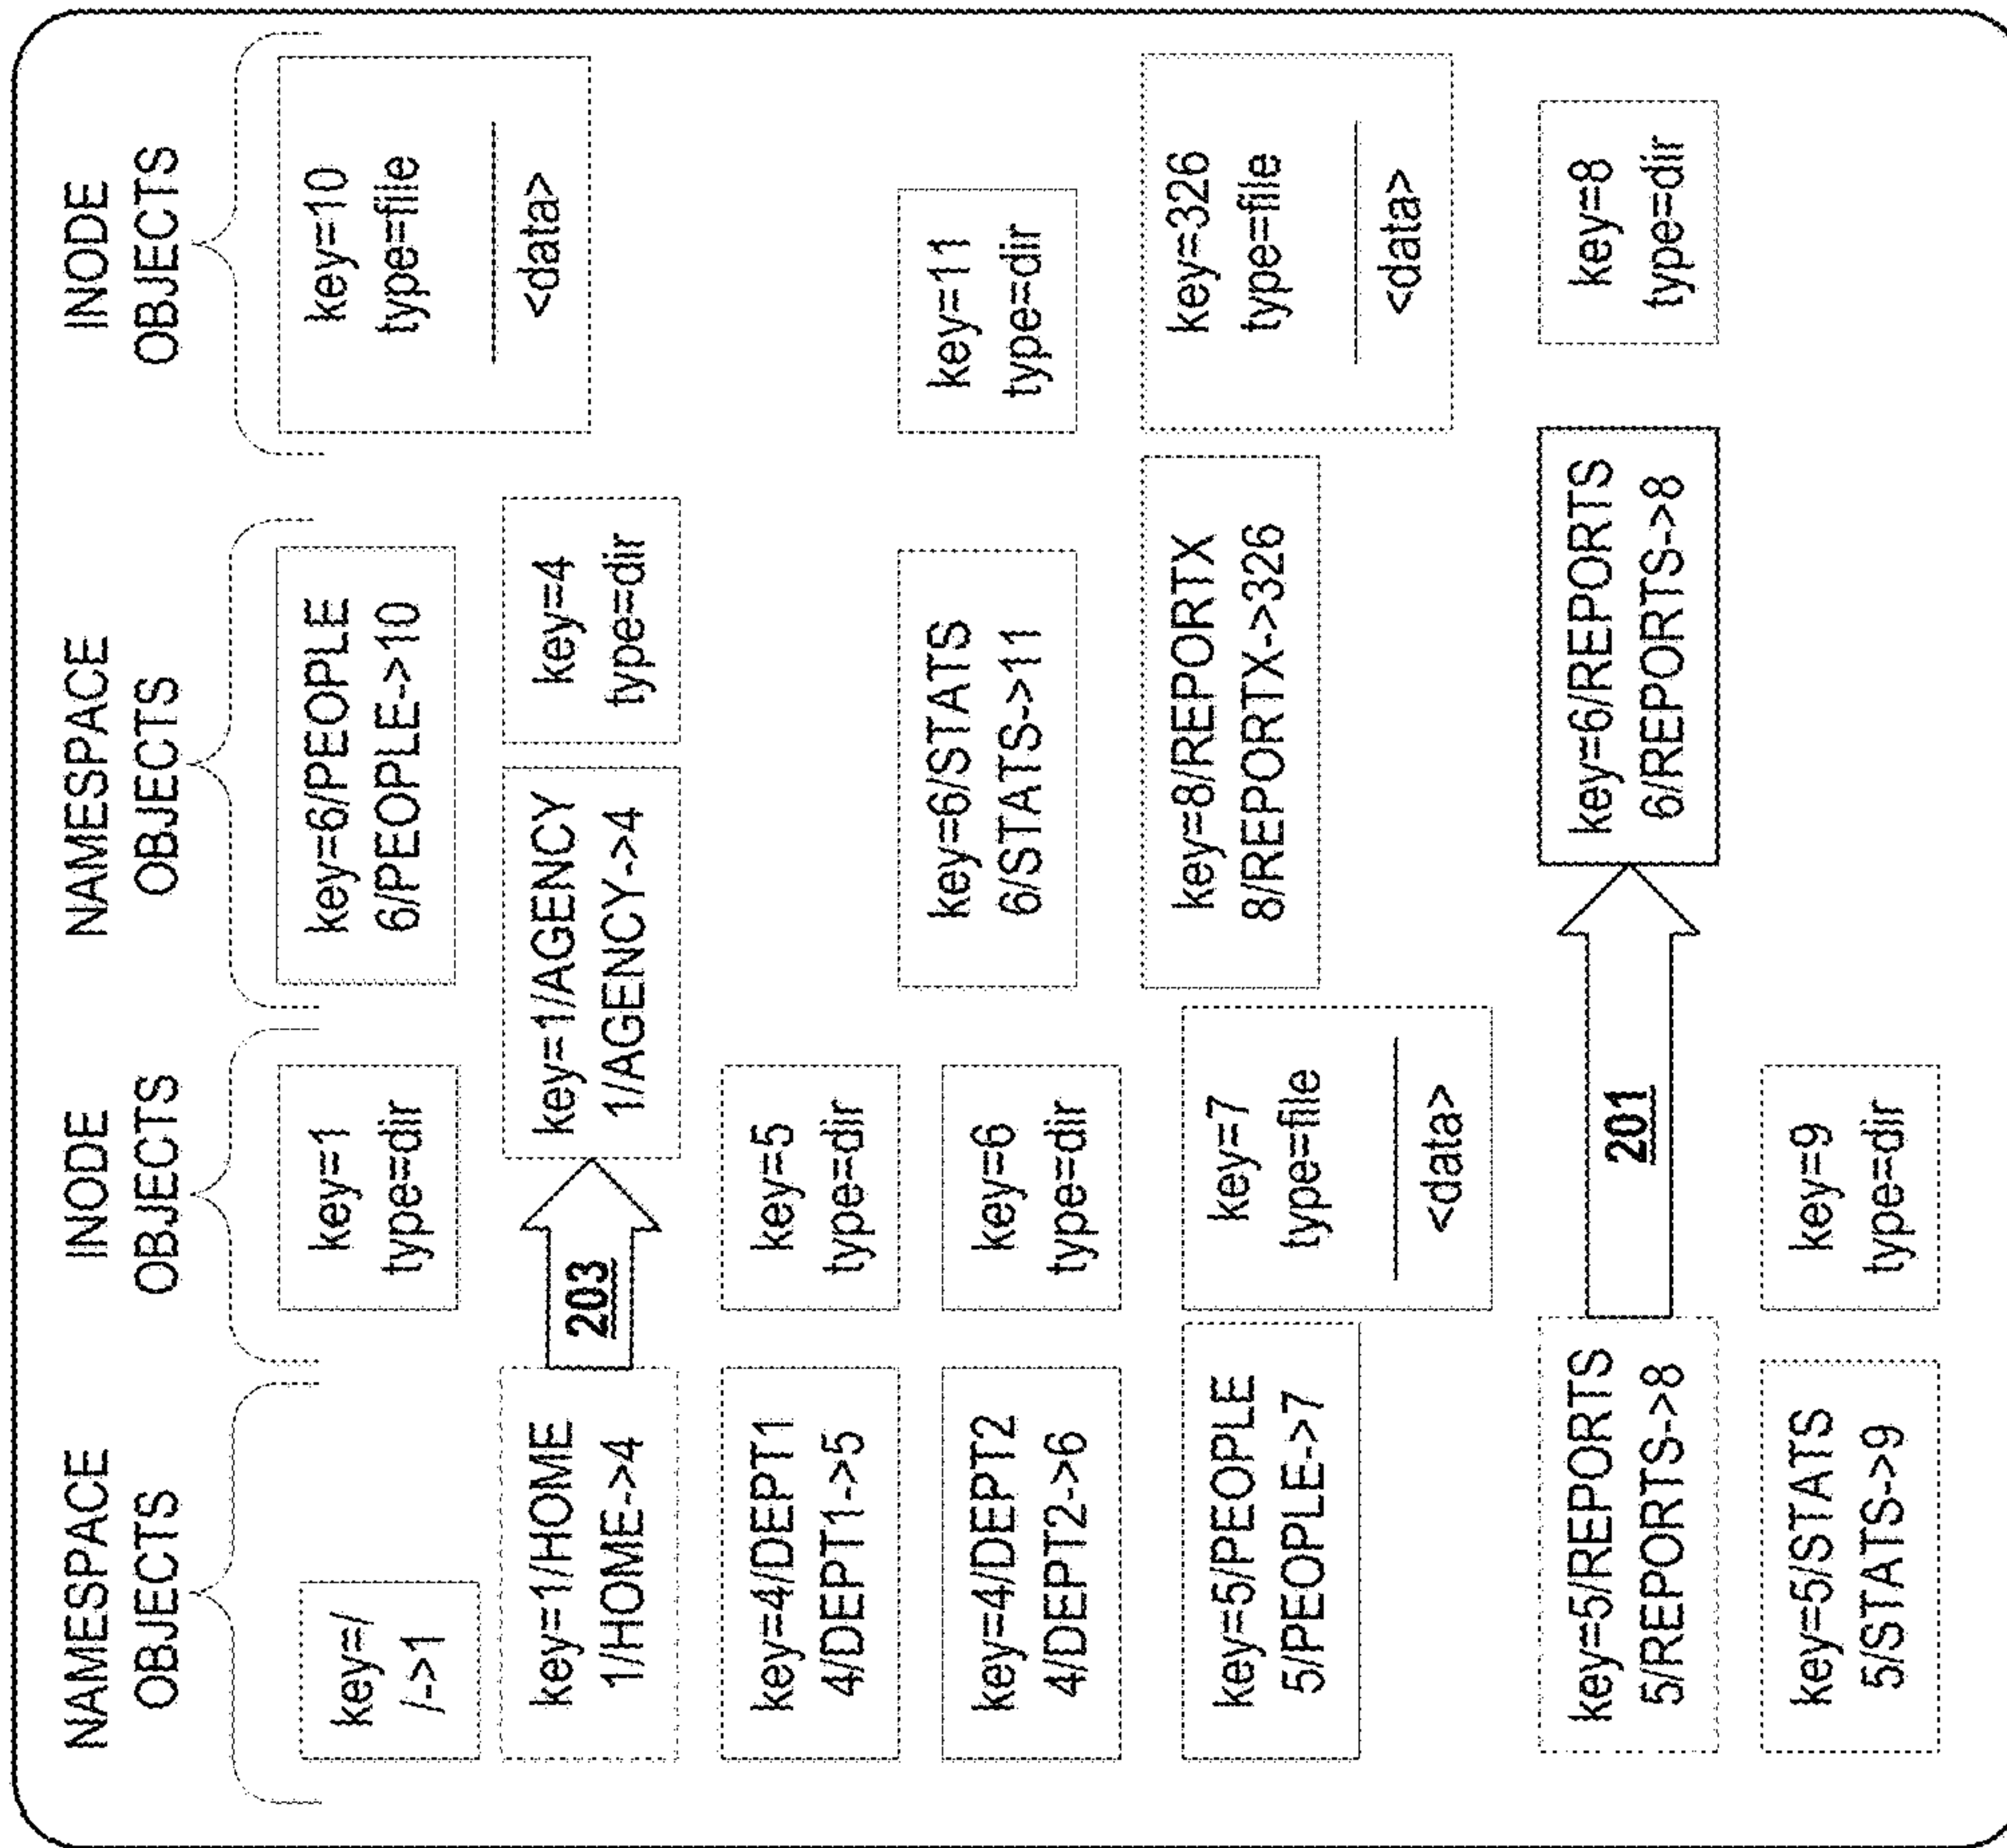 NAMESPACE
OBJECTS
INODE
OBJECTS
NAMESPACE
OBJECTS
INODE
OBJECTS
key=/
/->1
key=1
type=dir
key=6/PEOPLE
6/PEOPLE->10
key=10
type=file
<data>
key=1/HOME
1/HOME->4
203
key=1/AGENCY
1/AGENCY->4
key=4
type=dir
key=4/DEPT1
4/DEPT1->5
key=5
type=dir
key=4/DEPT2
4/DEPT2->6
key=6
type=dir
key=6/STATS
6/STATS->11
key=11
type=dir
key=5/PEOPLE
5/PEOPLE->7
key=7
type=file
<data>
key=8/REPORTX
8/REPORTX->326
key=326
type=file
<data>
key=5/REPORTS
5/REPORTS->8
201
key=6/REPORTS
6/REPORTS->8
key=8
type=dir
key=5/STATS
5/STATS->9
key=9
type=dir